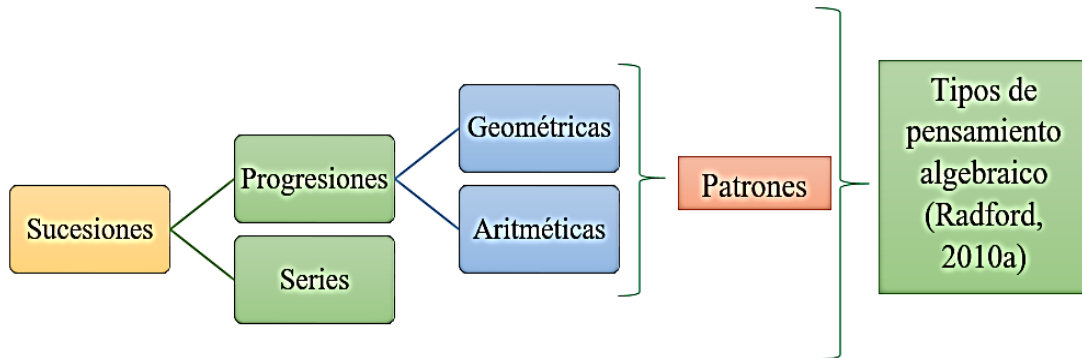 Sucesiones
Progresiones
Series
Geométricas
Aritméticas
Patrones
Tipos de
pensamiento
algebraico
(Radford,
2010a)